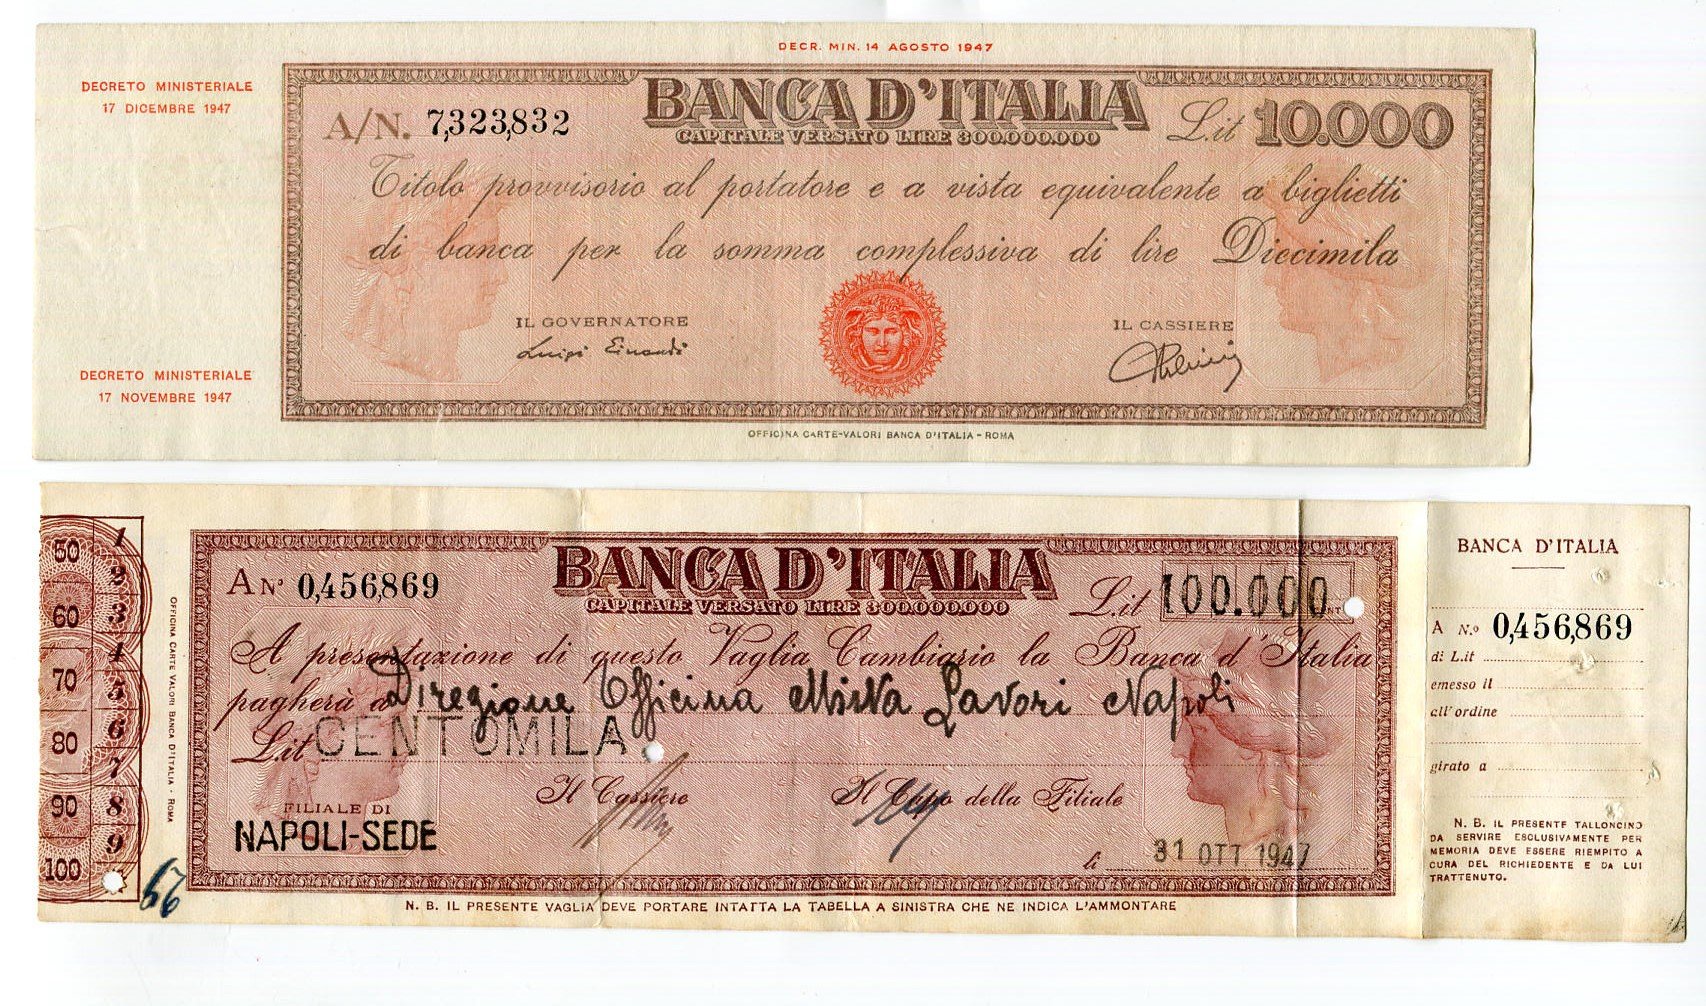 DECR. MIN. 14 AGOSTO 1947
DECRETO MINISTERIALE
17 DICEMBRE 1947
BANCA D'ITALIA
CAPITALE VERSATO LIRE 300.000.000
A/N. 7,323,832
L.it 10.000
Titolo provvisorio al portatore e a vista equivalente a biglietti
di banca per la somma complessiva di lire Diecimila
IL GOVERNATORE
Luigi Einaudi
IL CASSIERE
DECRETO MINISTERIALE
17 NOVEMBRE 1947
OFFICINA CARTE-VALORI BANCA D'ITALIA - ROMA
50 60 70 80 90 100
1 2 3 4 5 6 7 8 9
OFFICINA CARTE VALORI BANCA D'ITALIA - ROMA
BANCA D'ITALIA
CAPITALE VERSATO LIRE 300.000.000
A N° 0,456,869
L.it 100.000
A presentazione di questo Vaglia Cambiario la Banca d'Italia
pagherà a Direzione Officina Mista Lavori Napoli
L.it CENTOMILA
Il Cassiere
Il Capo della Filiale
FILIALE DI
NAPOLI-SEDE
li 31 OTT. 1947
N. B. IL PRESENTE VAGLIA DEVE PORTARE INTATTA LA TABELLA A SINISTRA CHE NE INDICA L'AMMONTARE
BANCA D'ITALIA
A N.° 0,456,869
di L.it
emesso il
all'ordine
girato a
N. B. IL PRESENTE TALLONCINO
DA SERVIRE ESCLUSIVAMENTE PER
MEMORIA DEVE ESSERE RIEMPITO A
CURA DEL RICHIEDENTE E DA LUI
TRATTENUTO.